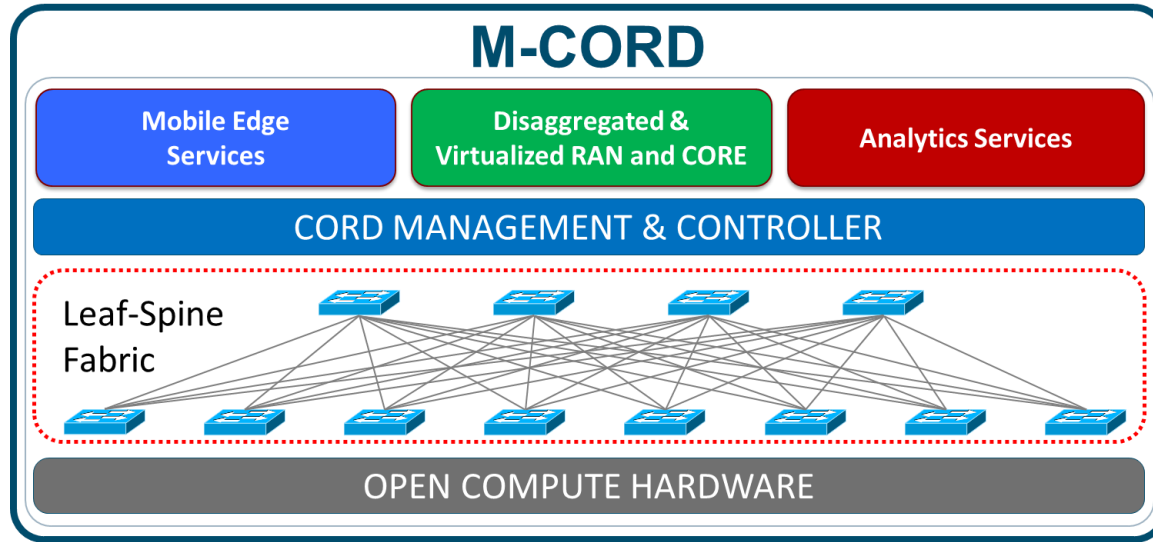 M-CORD
Mobile Edge
Services
Disaggregated &
Virtualized RAN and CORE
Analytics Services
CORD MANAGEMENT & CONTROLLER
Leaf-Spine
Fabric
OPEN COMPUTE HARDWARE